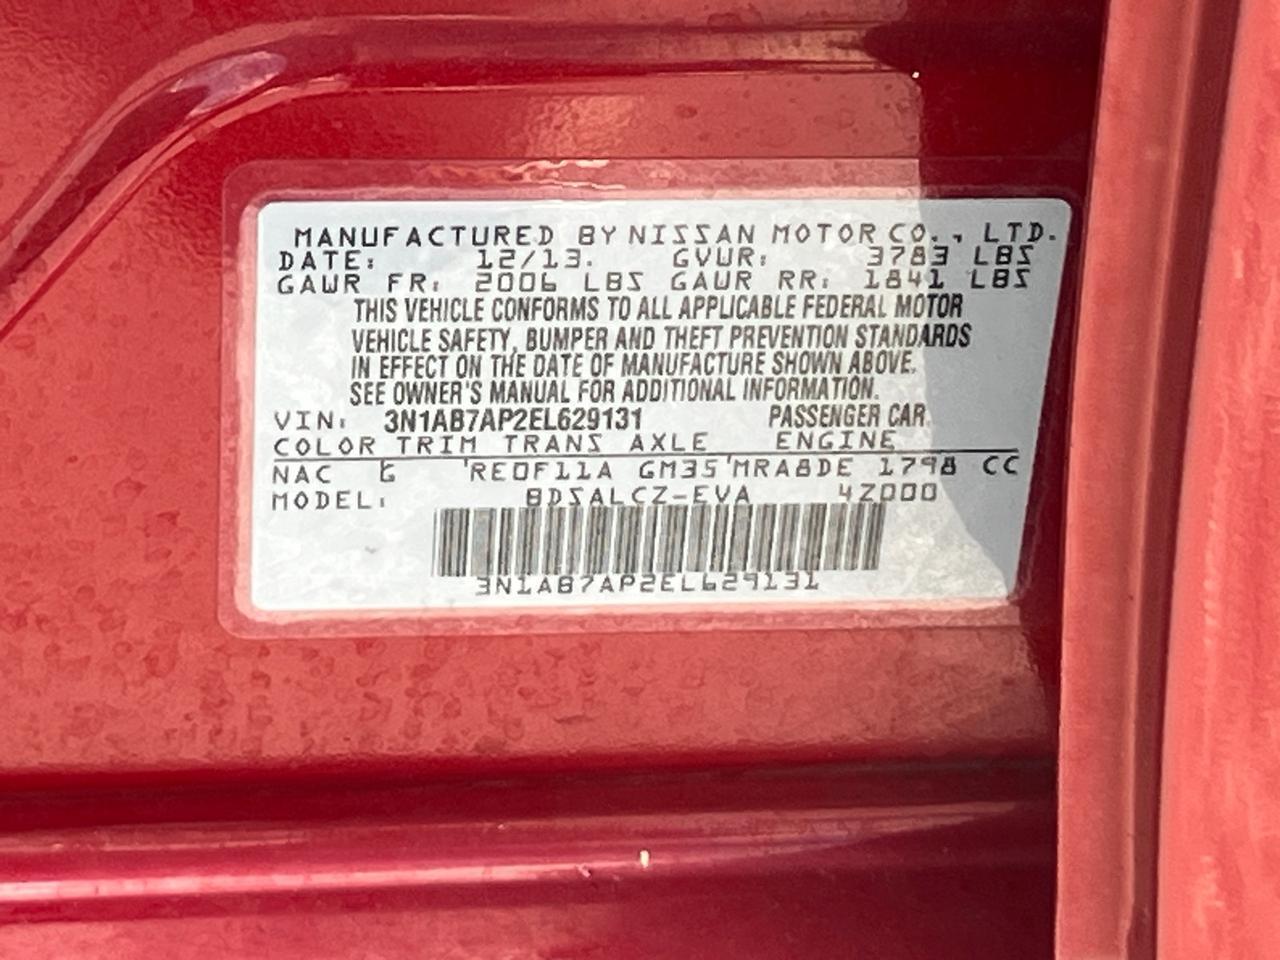 MANUFACTURED BY NISSAN MOTOR CO., LTD.
DATE: 12/13. GVWR: 3783 LBS
GAWR FR: 2006 LBS GAWR RR: 1841 LBS
THIS VEHICLE CONFORMS TO ALL APPLICABLE FEDERAL MOTOR
VEHICLE SAFETY, BUMPER AND THEFT PREVENTION STANDARDS
IN EFFECT ON THE DATE OF MANUFACTURE SHOWN ABOVE.
SEE OWNER'S MANUAL FOR ADDITIONAL INFORMATION.
VIN: 3N1AB7AP2EL629131 PASSENGER CAR
COLOR TRIM TRANS AXLE ENGINE
NAC G RE0F11A GM35 MRA8DE 1798 CC
MODEL: BDSALCZ-EVA 4Z000
3N1AB7AP2EL629131